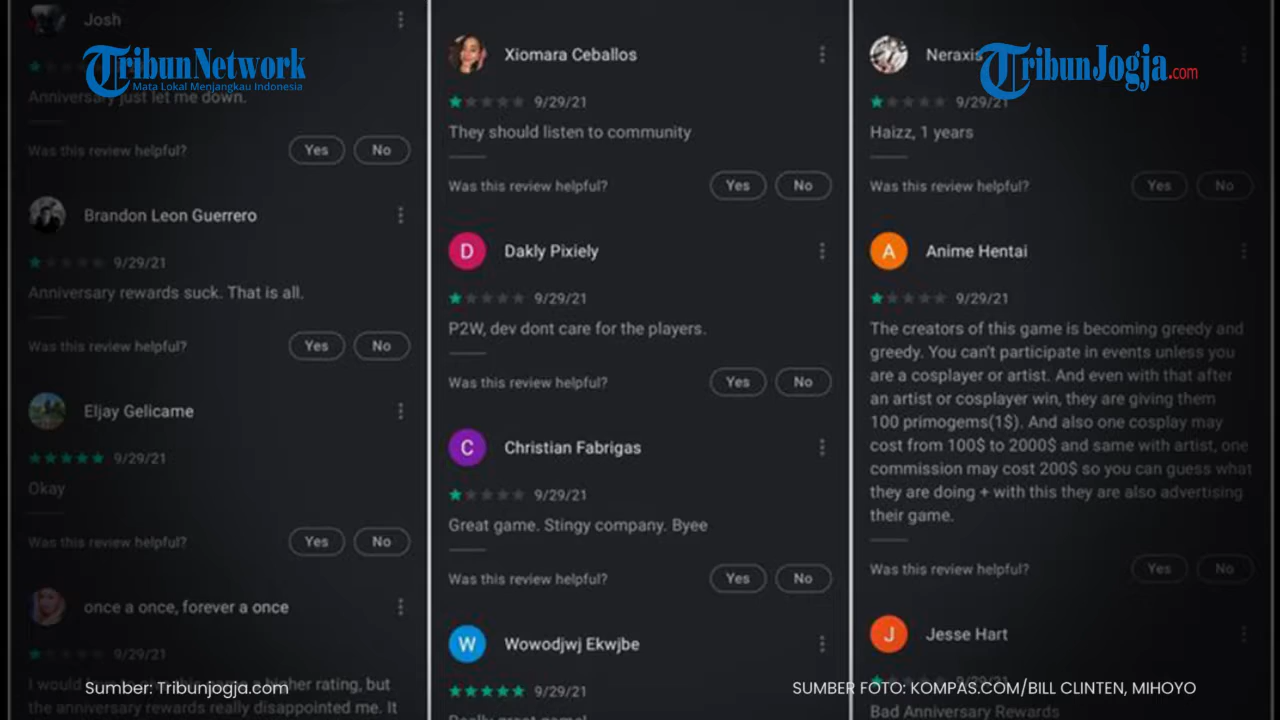 Josh
TribunNetwork
Mata Lokal Menjangkau Indonesia
Anniversary just let me down.
Was this review helpful?
Yes
No
Brandon Leon Guerrero
9/29/21
Anniversary rewards suck. That is all.
Was this review helpful?
Yes
No
Eljay Gelicame
9/29/21
Okay
Was this review helpful?
Yes
No
once a once, forever a once
9/29/21
higher rating, but
the anniversary rewards really disappointed me. It
Sumber: Tribunjogja.com
Xiomara Ceballos
9/29/21
They should listen to community
Was this review helpful?
Yes
No
D
Dakly Pixiely
9/29/21
P2W, dev dont care for the players.
Was this review helpful?
Yes
No
C
Christian Fabrigas
9/29/21
Great game. Stingy company. Byee
Was this review helpful?
Yes
No
W
Wowodjwj Ekwjbe
9/29/21
Really great game!
Neraxis
TribunJogja.com
9/29/21
Haizz, 1 years
Was this review helpful?
Yes
No
A
Anime Hentai
9/29/21
The creators of this game is becoming greedy and
greedy. You can't participate in events unless you
are a cosplayer or artist. And even with that after
an artist or cosplayer win, they are giving them
100 primogems(1$). And also one cosplay may
cost from 100$ to 2000$ and same with artist, one
commission may cost 200$ so you can guess what
they are doing + with this they are also advertising
their game.
Was this review helpful?
Yes
No
J
Jesse Hart
9/29/21
SUMBER FOTO: KOMPAS.COM/BILL CLINTEN, MIHOYO
Bad Anniversary Rewards